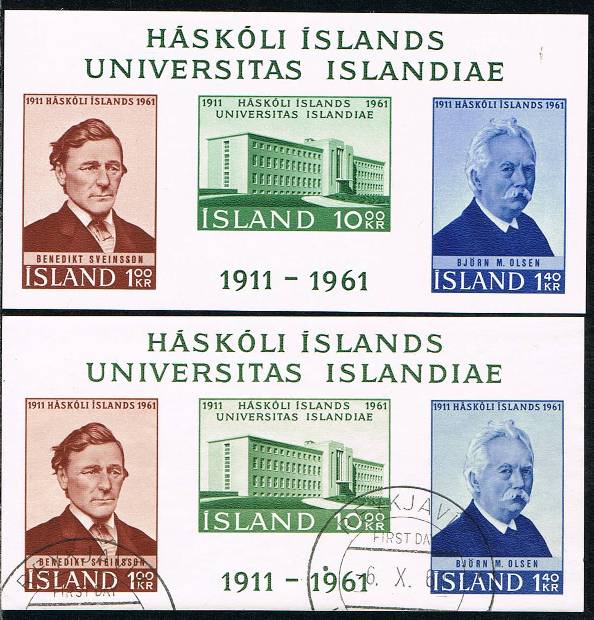 HÁSKÓLI ÍSLANDS
UNIVERSITAS ISLANDIAE
1911 HÁSKÓLI ÍSLANDS 1961
BENEDIKT SVEINSSON
ÍSLAND 1.00 KR
1911 HÁSKÓLI ÍSLANDS 1961
UNIVERSITAS ISLANDIAE
ÍSLAND 10.00 KR
1911 HÁSKÓLI ÍSLANDS 1961
BJÖRN M. OLSEN
ÍSLAND 1.40 KR
1911 - 1961
HÁSKÓLI ÍSLANDS
UNIVERSITAS ISLANDIAE
1911 HÁSKÓLI ÍSLANDS 1961
BENEDIKT SVEINSSON
ÍSLAND 1.00 KR
1911 HÁSKÓLI ÍSLANDS 1961
UNIVERSITAS ISLANDIAE
ÍSLAND 10.00 KR
1911 HÁSKÓLI ÍSLANDS 1961
BJÖRN M. OLSEN
ÍSLAND 1.40 KR
1911 - 1961
FIRST DAY
FIRST DAY
6. X.